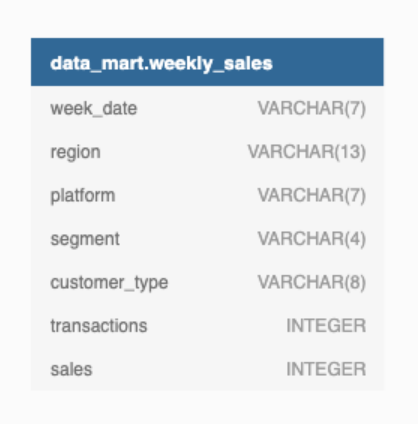 data_mart.weekly_sales
week_date VARCHAR(7)
region VARCHAR(13)
platform VARCHAR(7)
segment VARCHAR(4)
customer_type VARCHAR(8)
transactions INTEGER
sales INTEGER